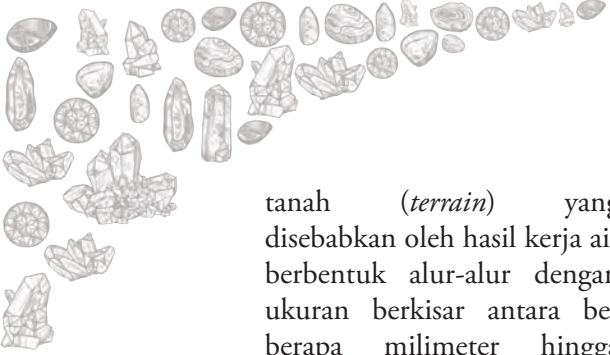 tanah (terrain) yang
disebabkan oleh hasil kerja air
berbentuk alur-alur dengan
ukuran berkisar antara be-
berapa milimeter hingga